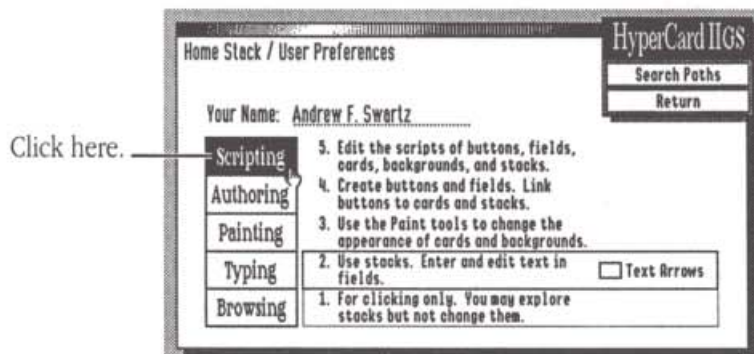 HyperCard IIGS
Home Stack / User Preferences
Search Paths
Return
Your Name: Andrew F. Swartz
Click here.
Scripting
5. Edit the scripts of buttons, fields,
cards, backgrounds, and stacks.
Authoring
4. Create buttons and fields. Link
buttons to cards and stacks.
Painting
3. Use the Paint tools to change the
appearance of cards and backgrounds.
Typing
2. Use stacks. Enter and edit text in
fields.
Text Arrows
Browsing
1. For clicking only. You may explore
stacks but not change them.